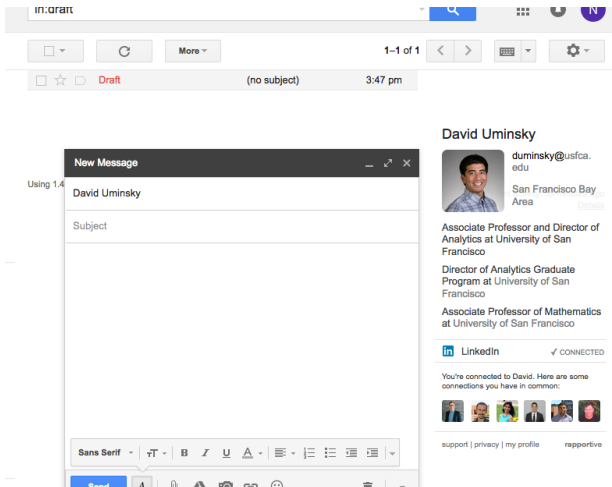 in:draft
N
More
1–1 of 1
Draft (no subject) 3:47 pm
Using 1.4
New Message
David Uminsky
Subject
Sans Serif
Send
David Uminsky
duminsky@usfca.
edu
San Francisco Bay
Area
Details
Associate Professor and Director of
Analytics at University of San
Francisco
Director of Analytics Graduate
Program at University of San
Francisco
Associate Professor of Mathematics
at University of San Francisco
in LinkedIn ✓ CONNECTED
You're connected to David. Here are some
connections you have in common:
support | privacy | my profile rapportive